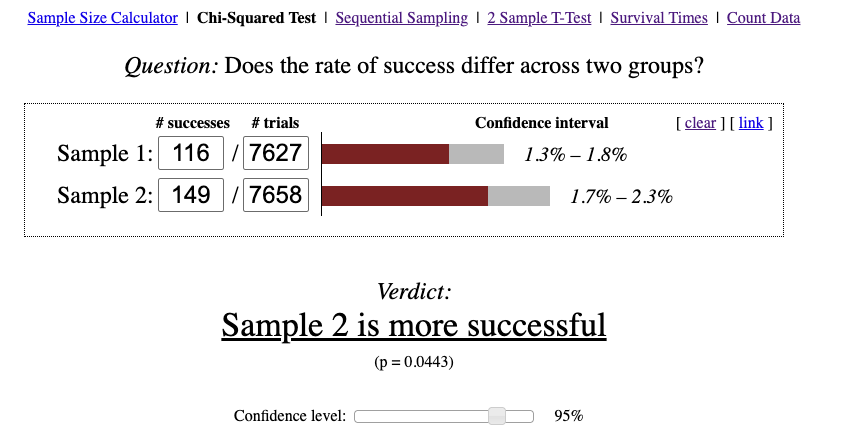 Sample Size Calculator | Chi-Squared Test | Sequential Sampling | 2 Sample T-Test | Survival Times | Count Data
Question: Does the rate of success differ across two groups?
# successes # trials Confidence interval [ clear ] [ link ]
Sample 1: 116 / 7627 1.3% – 1.8%
Sample 2: 149 / 7658 1.7% – 2.3%
Verdict:
Sample 2 is more successful
(p = 0.0443)
Confidence level: 95%